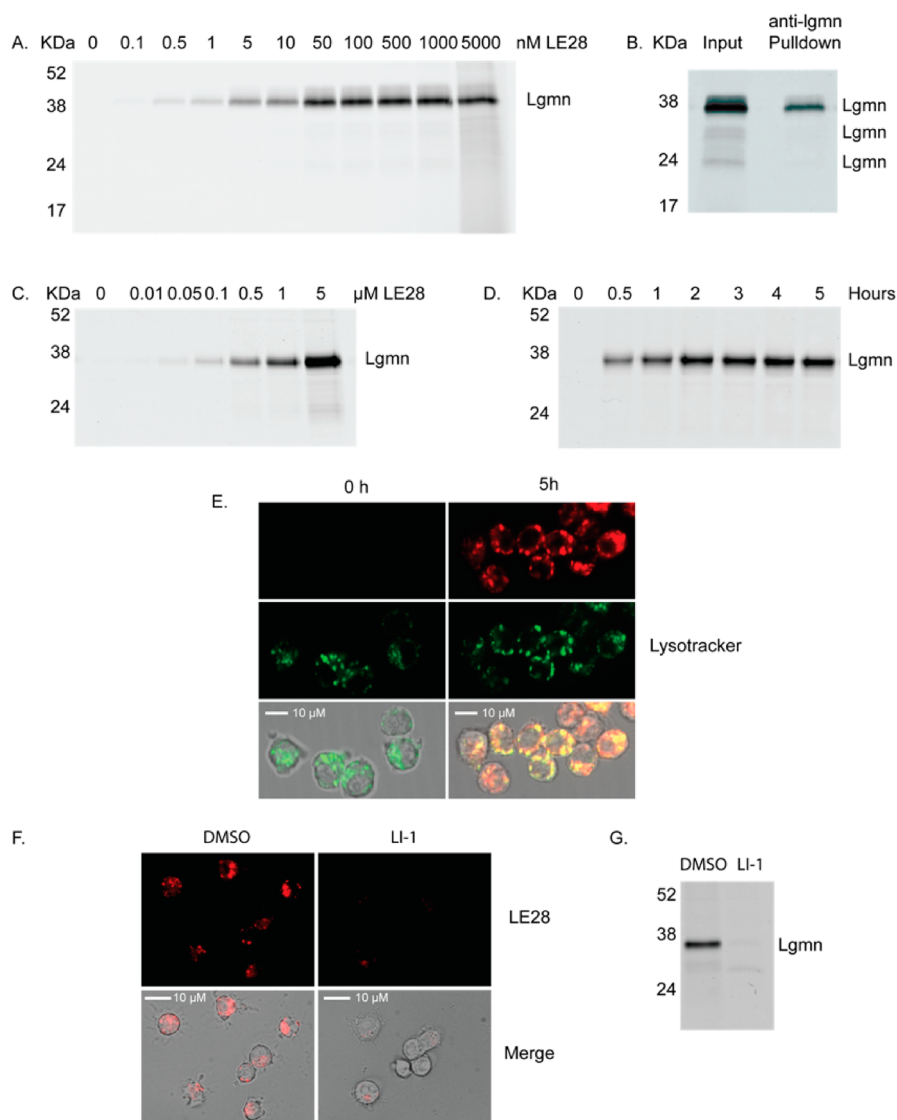 A. KDa 0 0.1 0.5 1 5 10 50 100 500 1000 5000 nM LE28
52
38
24
17
Lgmn
B. KDa Input anti-lgmn
Pulldown
38
24
17
Lgmn
Lgmn
Lgmn
C. KDa 0 0.01 0.05 0.1 0.5 1 5 µM LE28
52
38
24
Lgmn
D. KDa 0 0.5 1 2 3 4 5 Hours
52
38
24
Lgmn
E.
0 h 5h
Lysotracker
10 µM 10 µM
F.
DMSO LI-1
LE28
10 µM 10 µM
Merge
G.
DMSO LI-1
52
38
24
Lgmn